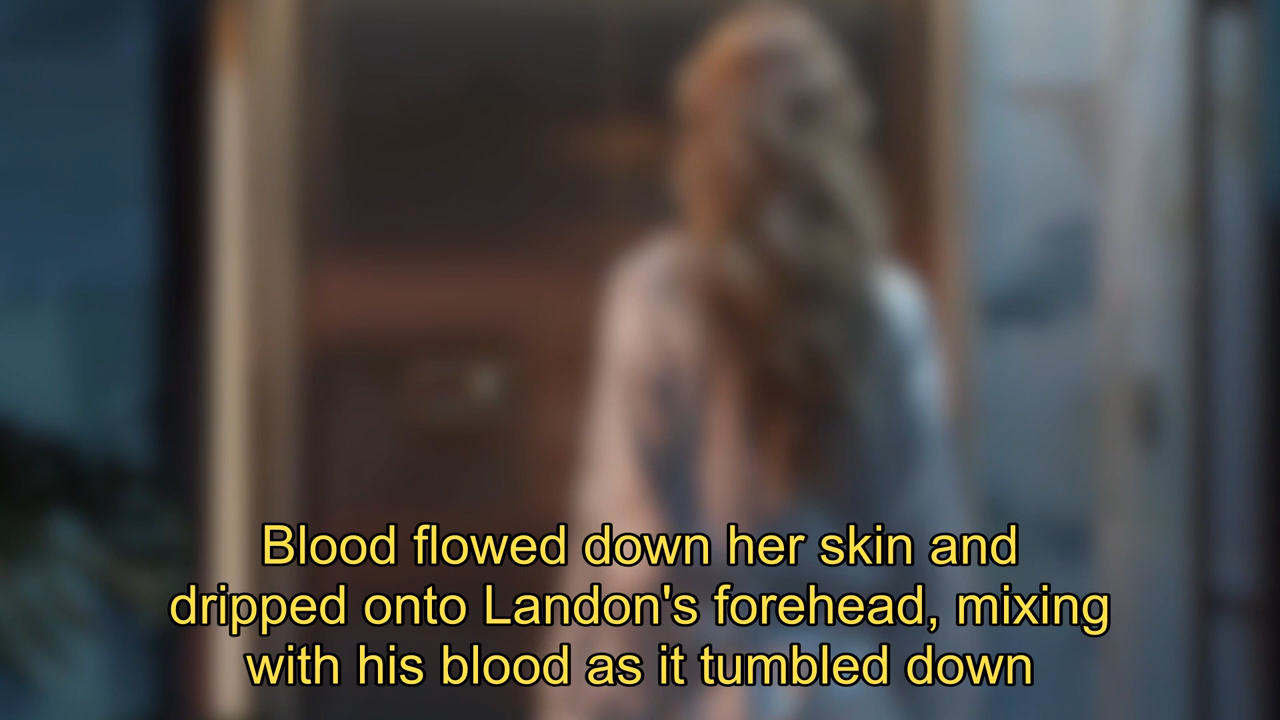 Blood flowed down her skin and
dripped onto Landon's forehead, mixing
with his blood as it tumbled down